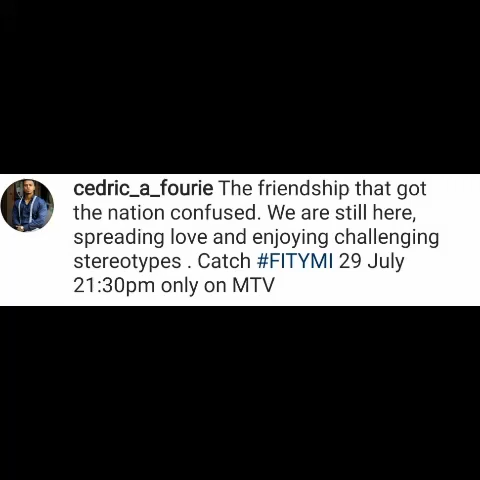 cedric_a_fourie The friendship that got
the nation confused. We are still here,
spreading love and enjoying challenging
stereotypes . Catch #FITYMI 29 July
21:30pm only on MTV